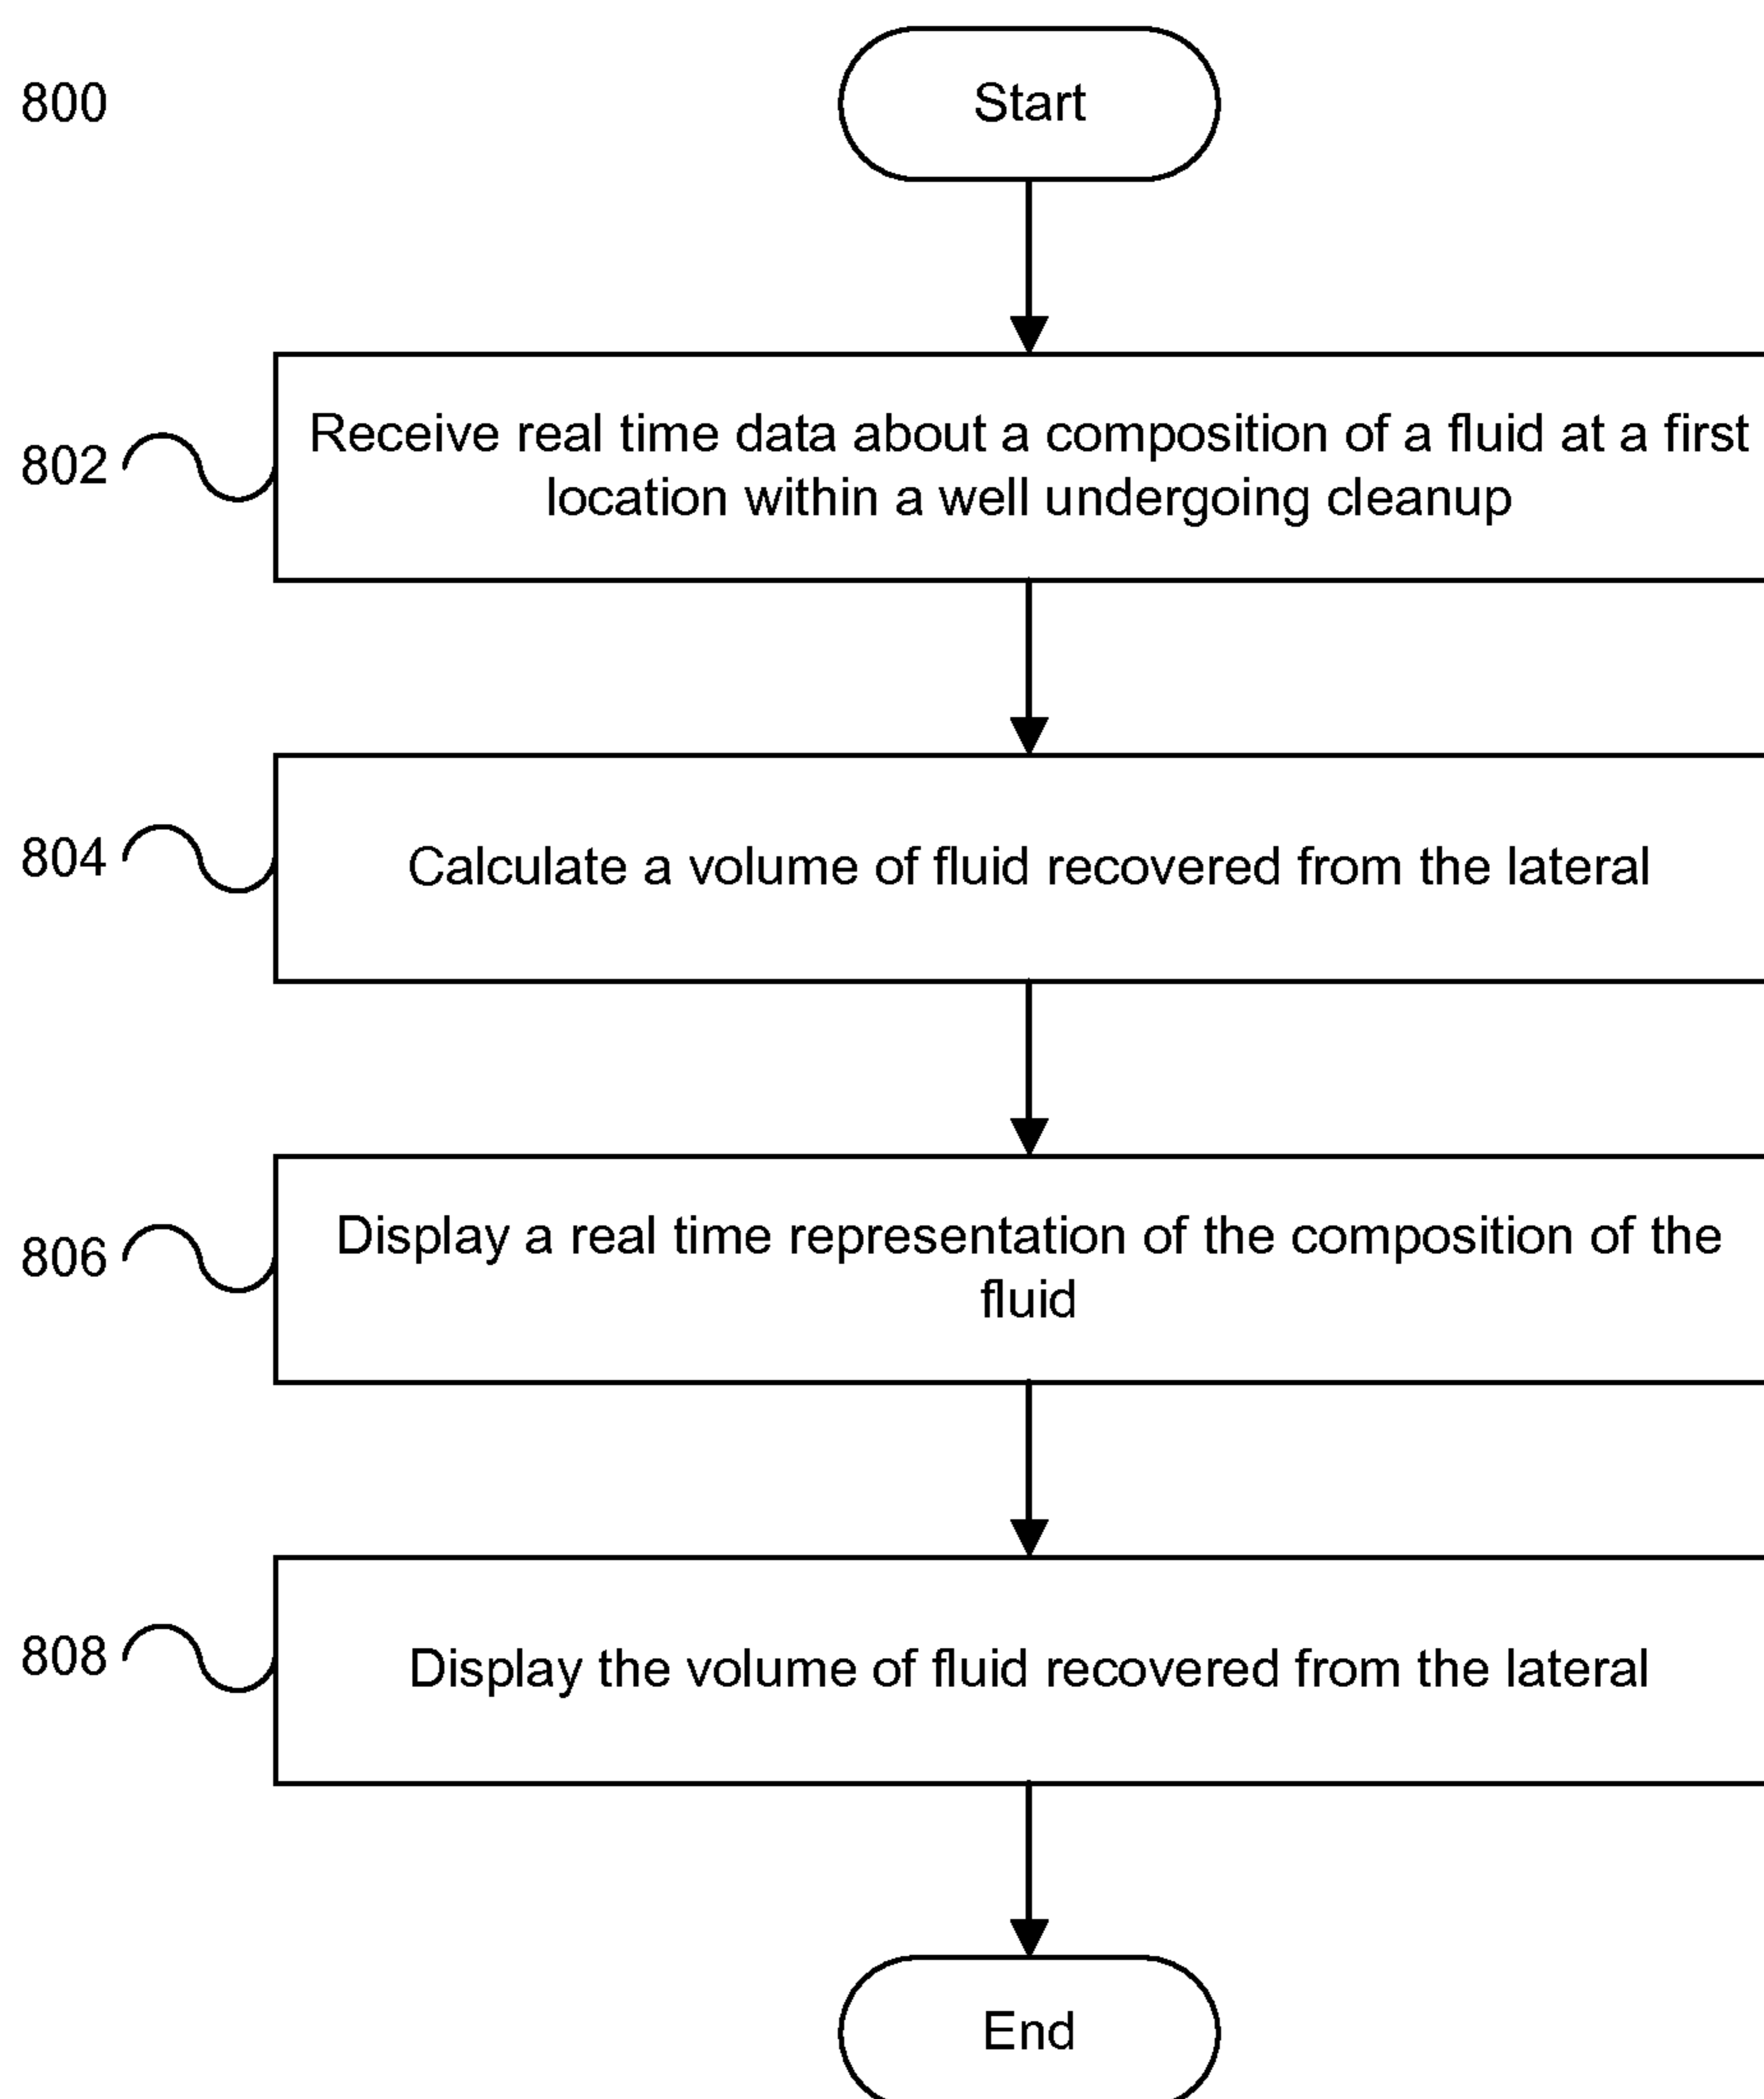 800
Start
802
Receive real time data about a composition of a fluid at a first
location within a well undergoing cleanup
804
Calculate a volume of fluid recovered from the lateral
806
Display a real time representation of the composition of the
fluid
808
Display the volume of fluid recovered from the lateral
End